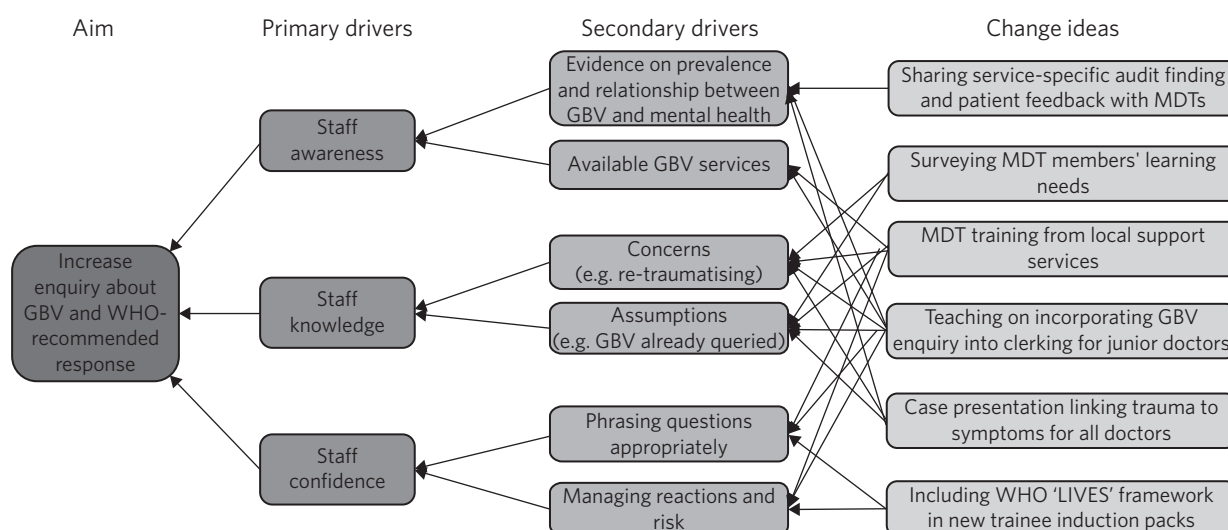 Aim
Primary drivers
Secondary drivers
Change ideas
Increase
enquiry about
GBV and WHO-
recommended
response
Staff
awareness
Staff
knowledge
Staff
confidence
Evidence on prevalence
and relationship between
GBV and mental health
Available GBV services
Concerns
(e.g. re-traumatising)
Assumptions
(e.g. GBV already queried)
Phrasing questions
appropriately
Managing reactions and
risk
Sharing service-specific audit finding
and patient feedback with MDTs
Surveying MDT members' learning
needs
MDT training from local support
services
Teaching on incorporating GBV
enquiry into clerking for junior doctors
Case presentation linking trauma to
symptoms for all doctors
Including WHO ‘LIVES’ framework
in new trainee induction packs